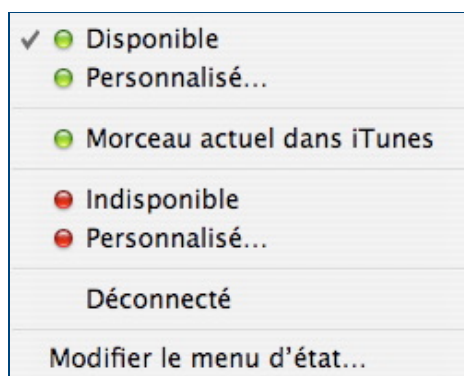 Disponible
Personnalisé...
Morceau actuel dans iTunes
Indisponible
Personnalisé...
Déconnecté
Modifier le menu d'état...